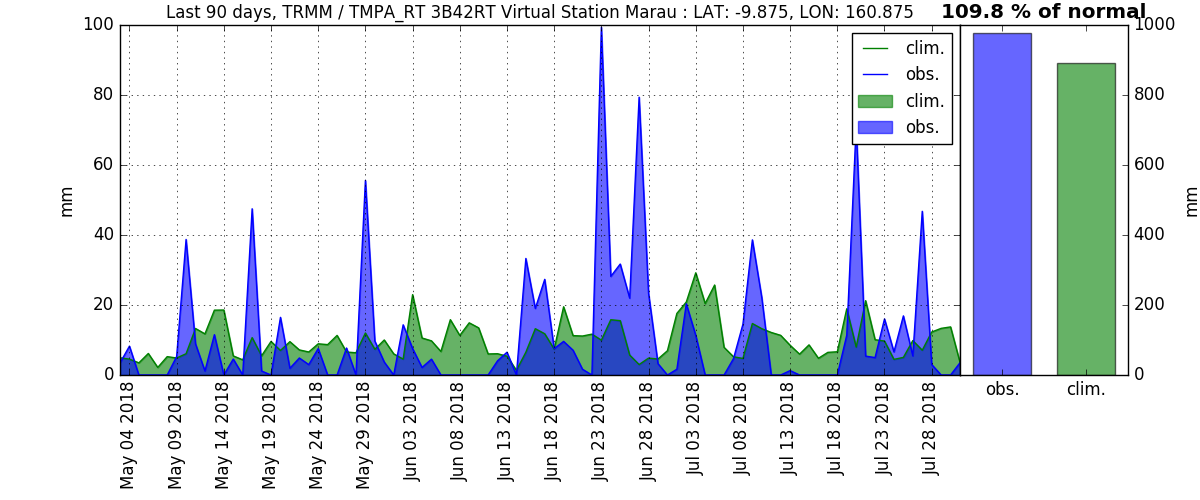 Last 90 days, TRMM / TMPA_RT 3B42RT Virtual Station Marau : LAT: -9.875, LON: 160.875
109.8 % of normal
100
80
60
40
20
0
mm
clim.
obs.
clim.
obs.
1000
800
600
400
200
0
mm
May 04 2018
May 09 2018
May 14 2018
May 19 2018
May 24 2018
May 29 2018
Jun 03 2018
Jun 08 2018
Jun 13 2018
Jun 18 2018
Jun 23 2018
Jun 28 2018
Jul 03 2018
Jul 08 2018
Jul 13 2018
Jul 18 2018
Jul 23 2018
Jul 28 2018
obs.
clim.